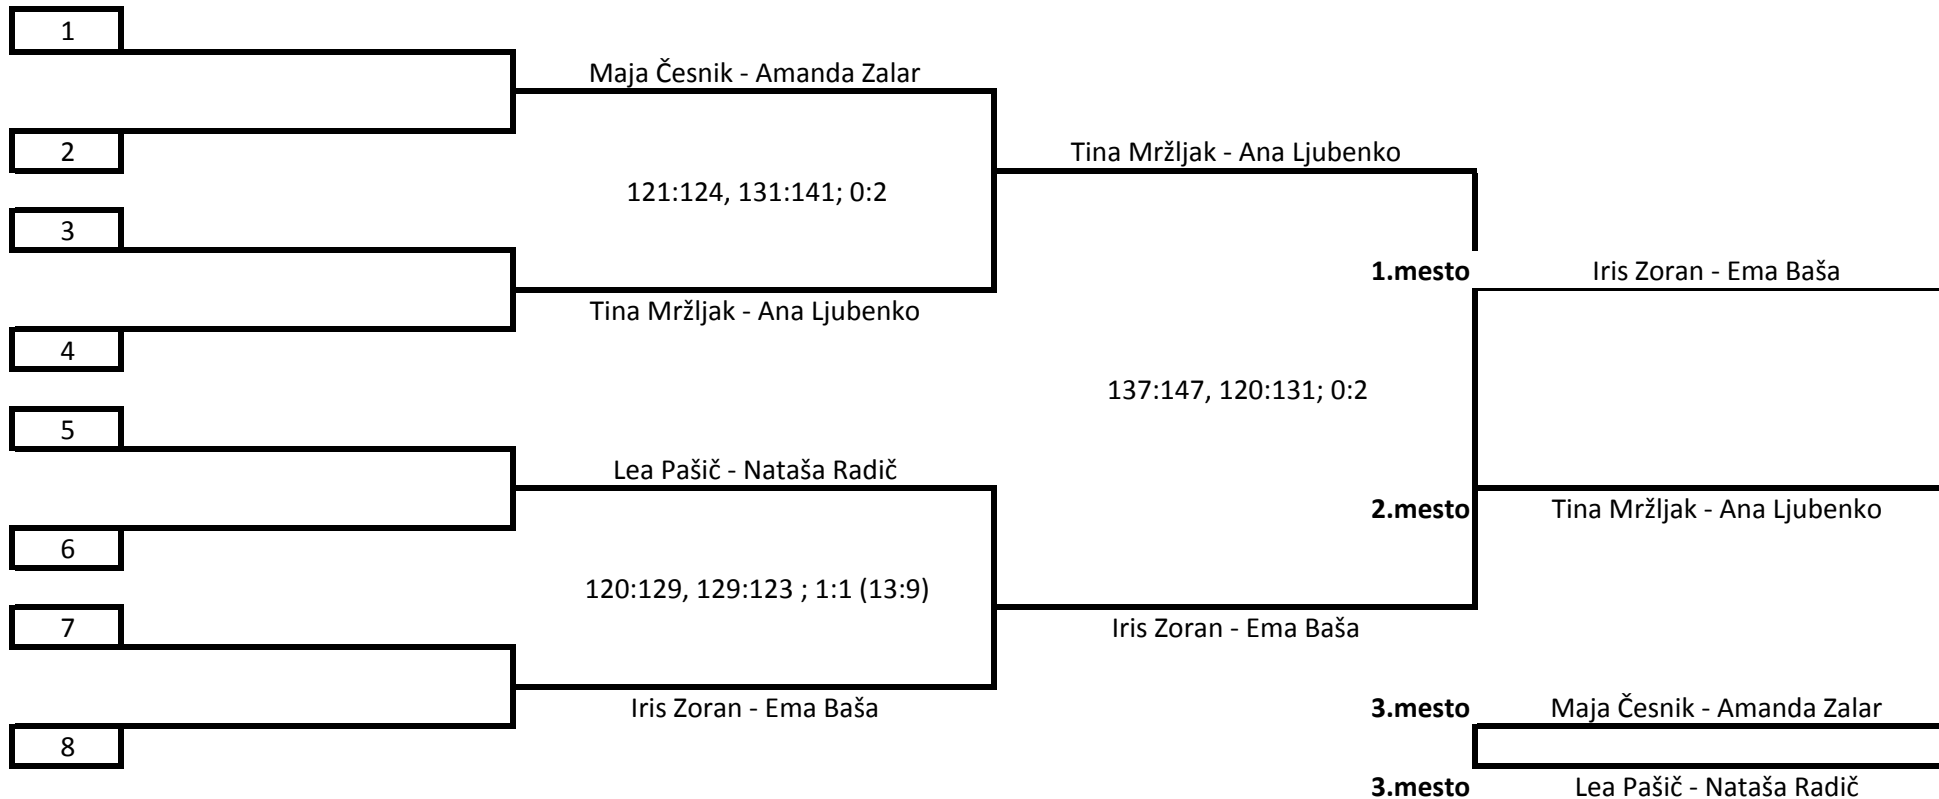 1
Maja Česnik - Amanda Zalar
2
Tina Mržljak - Ana Ljubenko
121:124, 131:141; 0:2
3
1.mesto Iris Zoran - Ema Baša
Tina Mržljak - Ana Ljubenko
4
137:147, 120:131; 0:2
5
Lea Pašič - Nataša Radič
2.mesto Tina Mržljak - Ana Ljubenko
6
120:129, 129:123 ; 1:1 (13:9)
7
Iris Zoran - Ema Baša
Iris Zoran - Ema Baša
3.mesto Maja Česnik - Amanda Zalar
8
3.mesto Lea Pašič - Nataša Radič